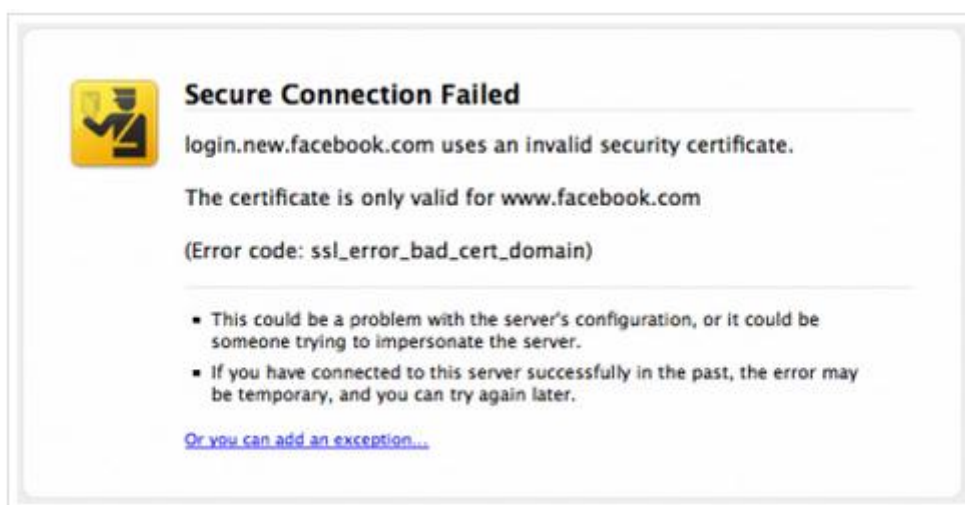 Secure Connection Failed
login.new.facebook.com uses an invalid security certificate.
The certificate is only valid for www.facebook.com
(Error code: ssl_error_bad_cert_domain)
▪ This could be a problem with the server's configuration, or it could be
someone trying to impersonate the server.
▪ If you have connected to this server successfully in the past, the error may
be temporary, and you can try again later.
Or you can add an exception...